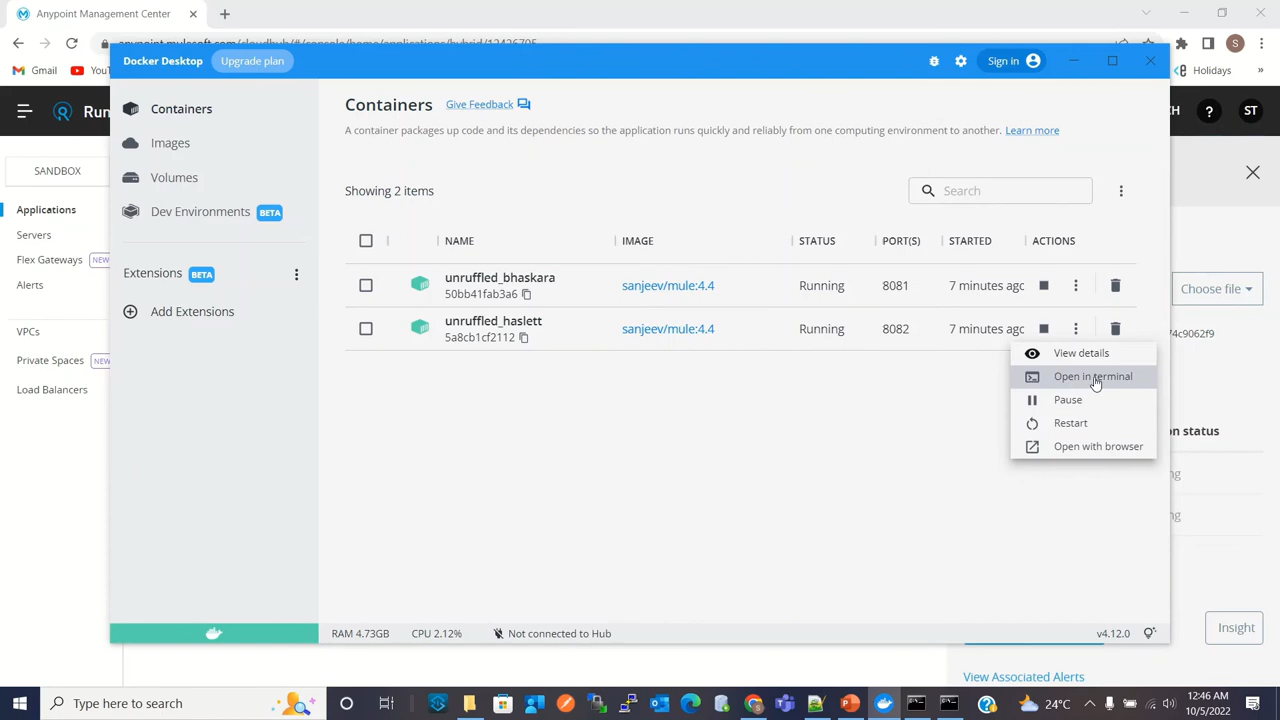 Anypoint Management Center
Gmail
Holidays
»
Docker Desktop
Upgrade plan
Sign in
Containers
Images
Volumes
Dev Environments BETA
Extensions BETA
Add Extensions
Containers Give Feedback
A container packages up code and its dependencies so the application runs quickly and reliably from one computing environment to another. Learn more
Showing 2 items
Search
NAME IMAGE STATUS PORT(S) STARTED ACTIONS
unruffled_bhaskara
50bb41fab3a6
sanjeev/mule:4.4 Running 8081 7 minutes ago
unruffled_haslett
5a8cb1cf2112
sanjeev/mule:4.4 Running 8082 7 minutes ago
View details
Open in terminal
Pause
Restart
Open with browser
RAM 4.73GB CPU 2.12% Not connected to Hub v4.12.0
SANDBOX
Applications
Servers
Flex Gateways NEW
Alerts
VPCs
Private Spaces NEW
Load Balancers
? ST
Choose file
74c9062f9
status
Insight
View Associated Alerts
Type here to search
24°C
12:46 AM
10/5/2022